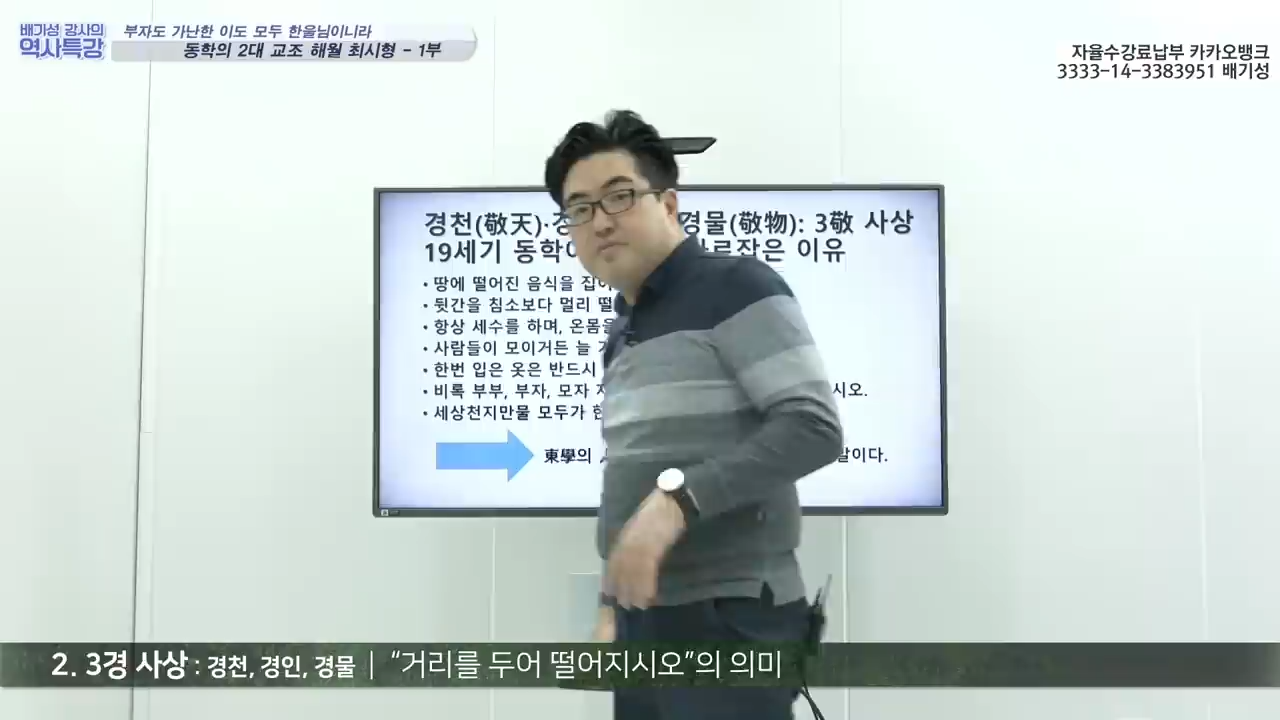 배기성 강사의
역사특강
부자도 가난한 이도 모두 한울님이니라
동학의 2대 교조 해월 최시형 - 1부
자율수강료납부 카카오뱅크
3333-14-3383951 배기성
경천(敬天)· 경물(敬物): 3敬 사상
19세기 동학이 사로잡은 이유
• 땅에 떨어진 음식을
• 뒷간을 침소보다 멀리
• 항상 세수를 하며, 온몸을
• 사람들이 모이거든 늘
• 한번 입은 옷은 반드시
• 비록 부부, 부자, 모자 시오.
• 세상천지만물 모두가
東學의 말이다.
2. 3경 사상 : 경천, 경인, 경물 | “거리를 두어 떨어지시오”의 의미